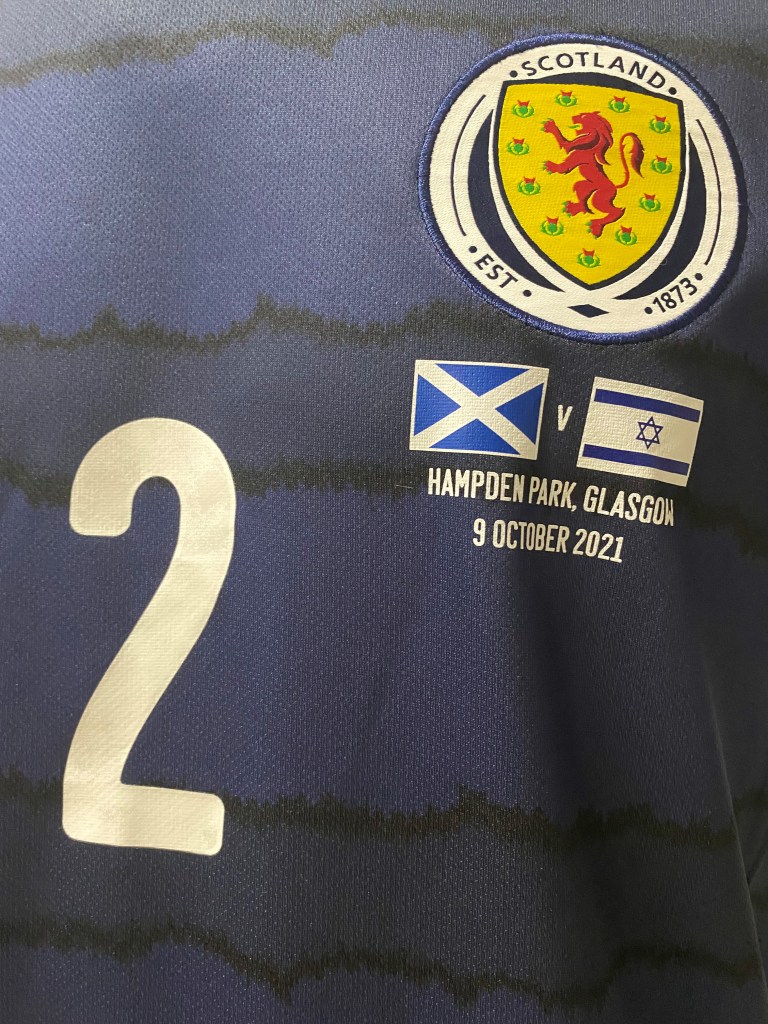 SCOTLAND
EST
1873
V
HAMPDEN PARK, GLASGOW
9 OCTOBER 2021
2